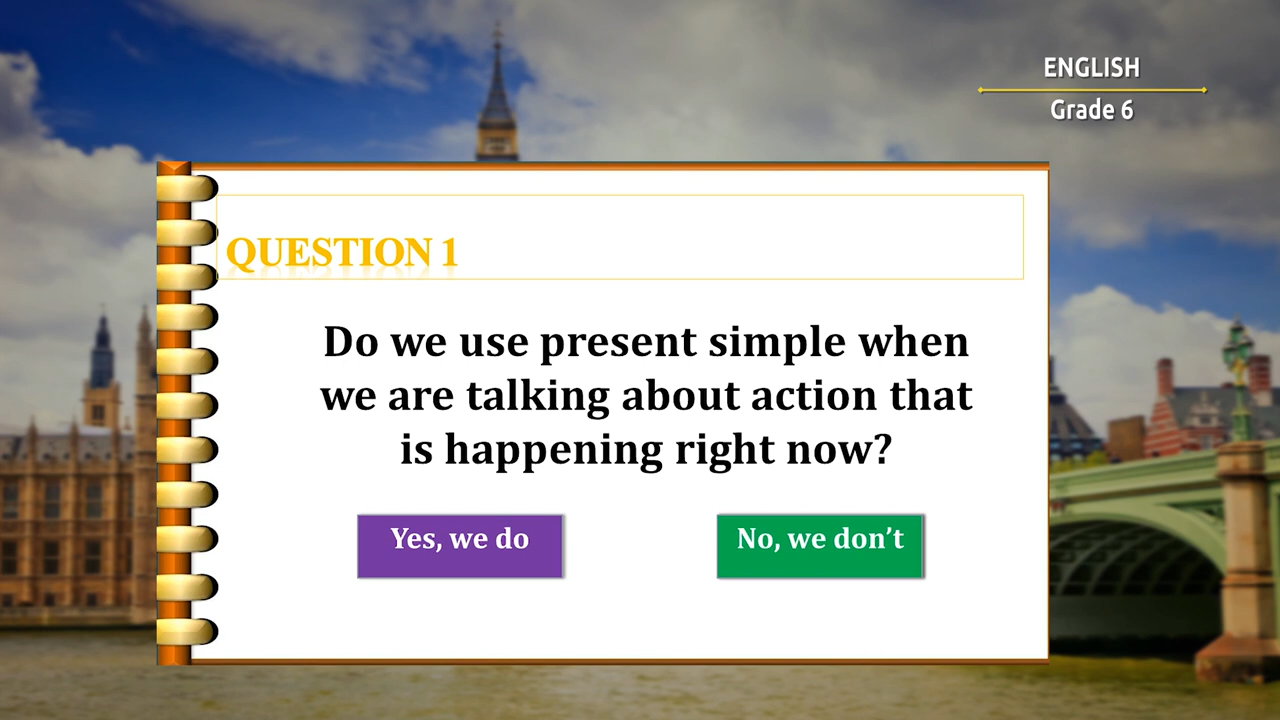 ENGLISH
Grade 6
QUESTION 1
Do we use present simple when
we are talking about action that
is happening right now?
Yes, we do
No, we don’t